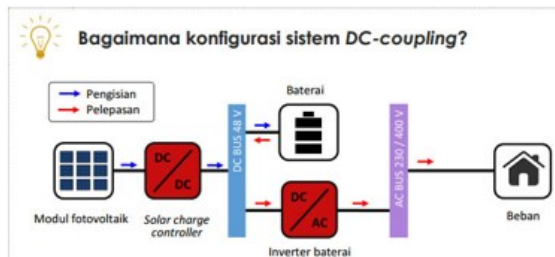 Bagaimana konfigurasi sistem DC-coupling?
Pengisian
Pelepasan
Baterai
DC BUS 48 V
AC BUS 230 / 400 V
DC
DC
DC
AC
Modul fotovoltaik
Solar charge
controller
Inverter baterai
Beban